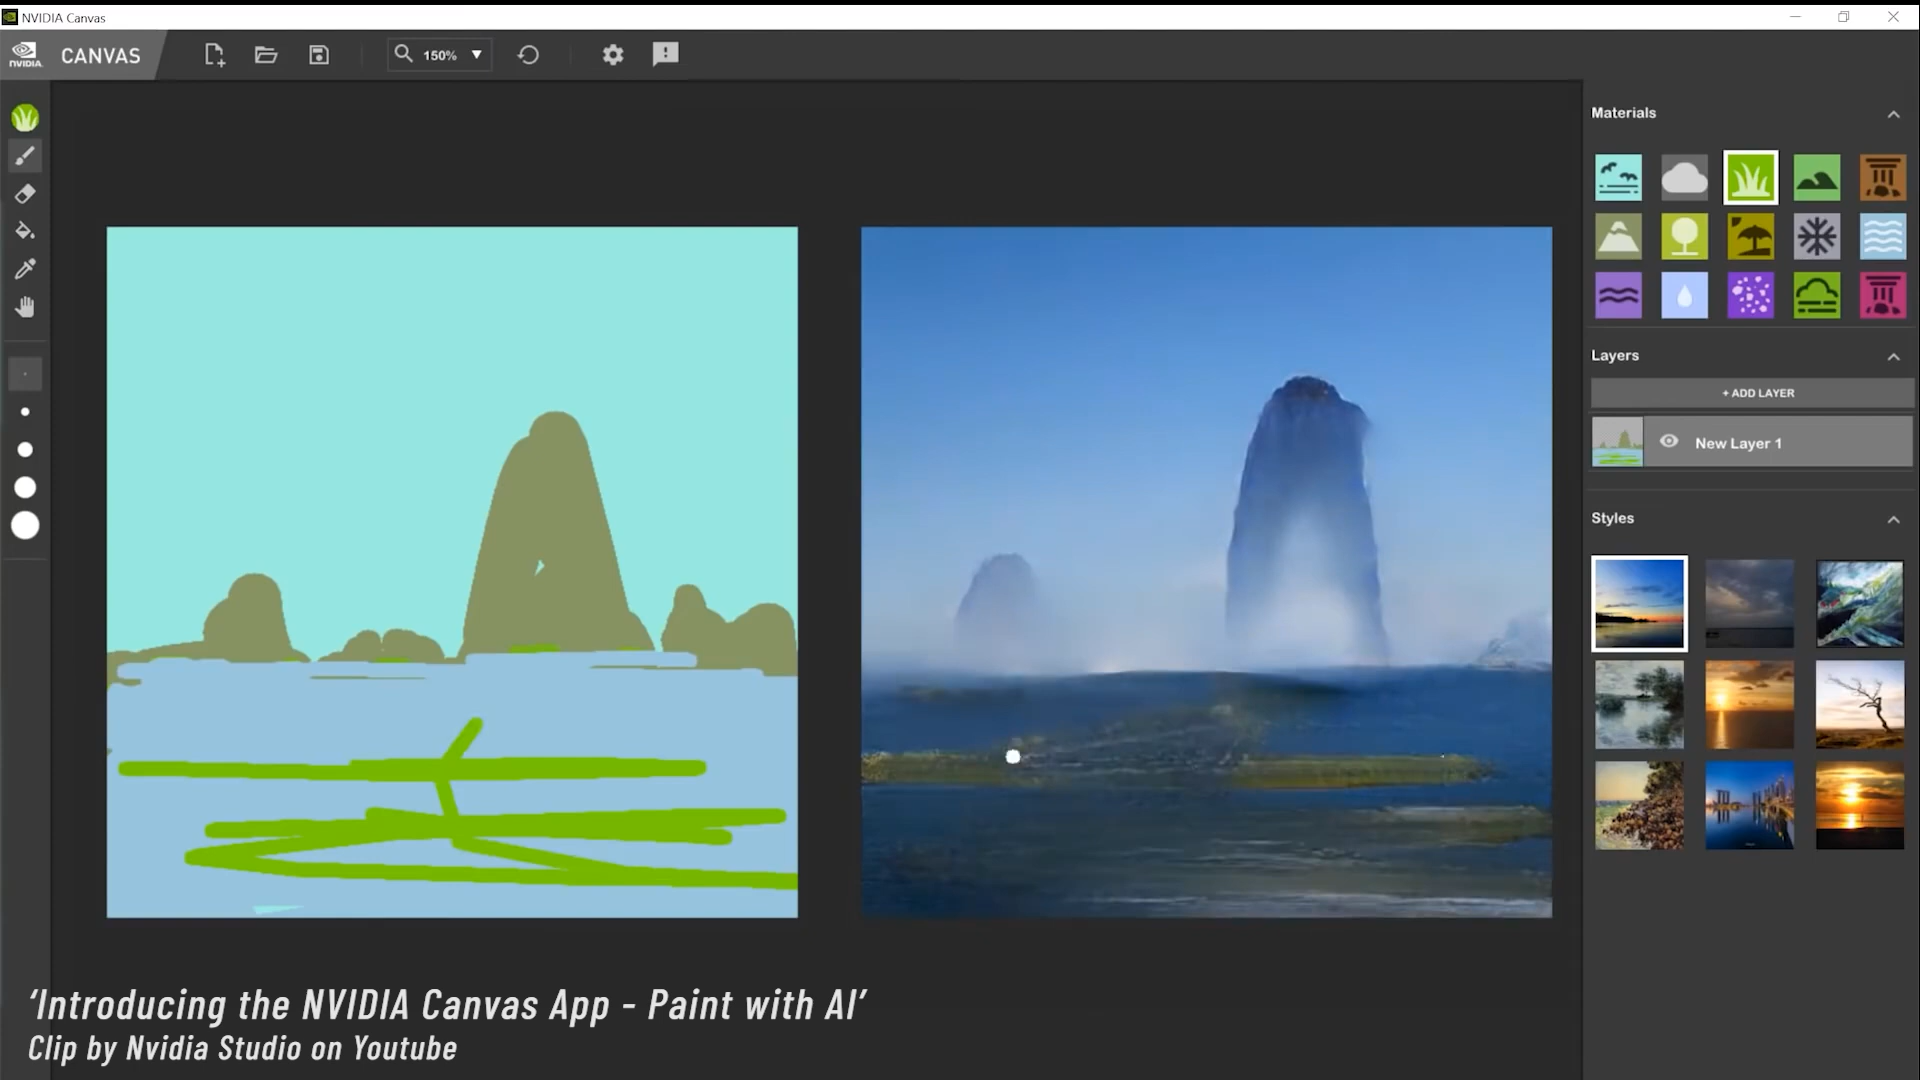 NVIDIA Canvas
NVIDIA.
CANVAS
150%
Materials
Layers
+ ADD LAYER
New Layer 1
Styles
‘Introducing the NVIDIA Canvas App - Paint with AI’
Clip by Nvidia Studio on Youtube